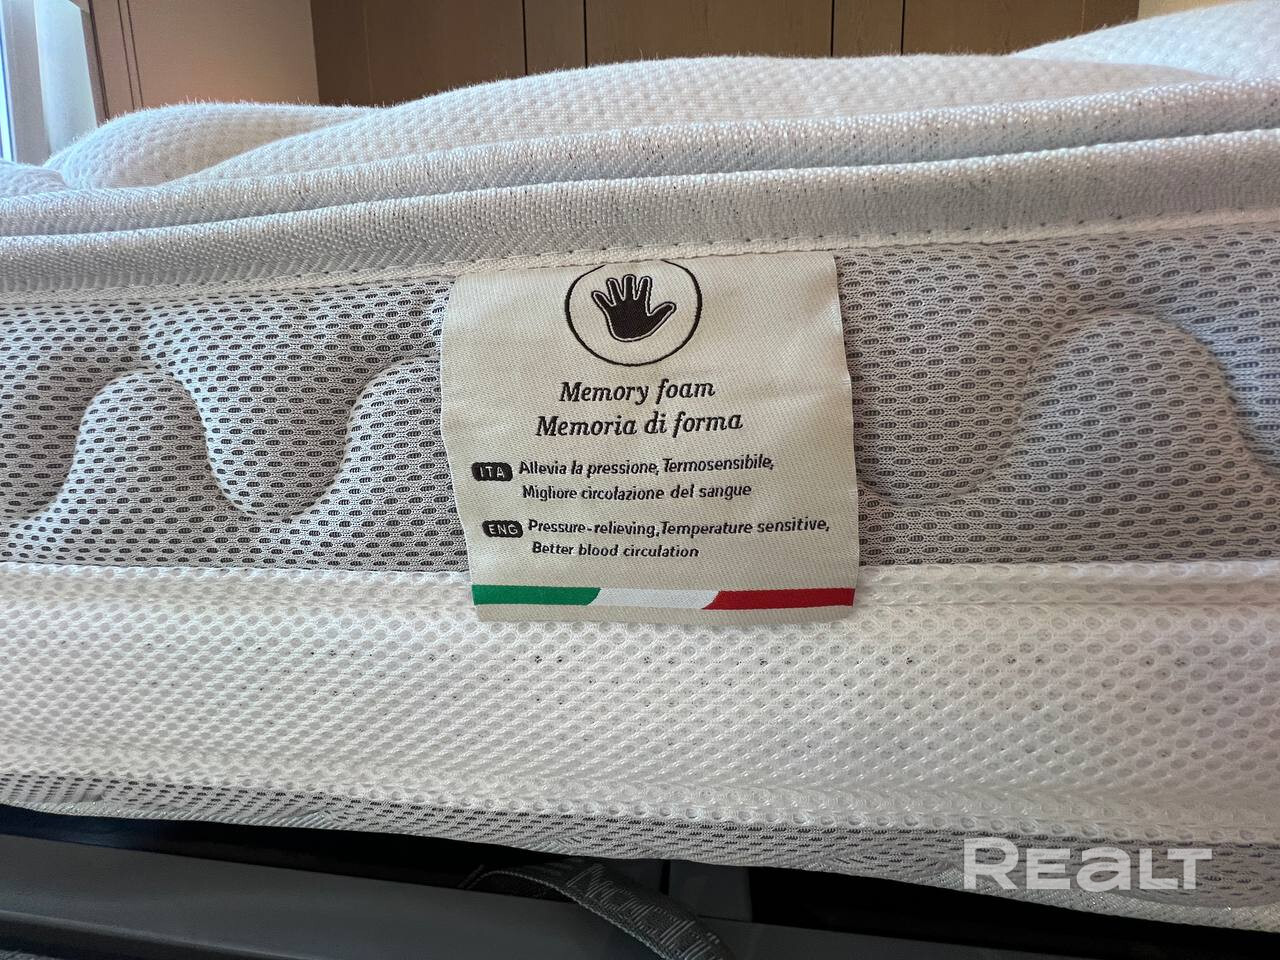 Memory foam
Memoria di forma
ITA Allevia la pressione, Termosensibile,
Migliore circolazione del sangue
ENG Pressure-relieving, Temperature sensitive,
Better blood circulation
REALT